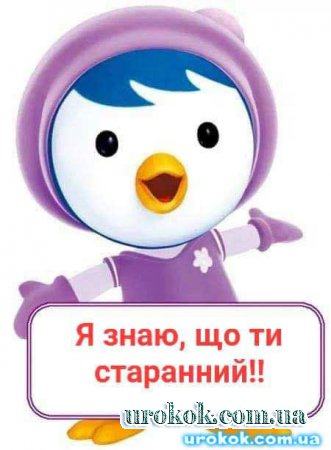 Я знаю, що ти
старанний!!
urokok.com.ua
urokok.com.ua